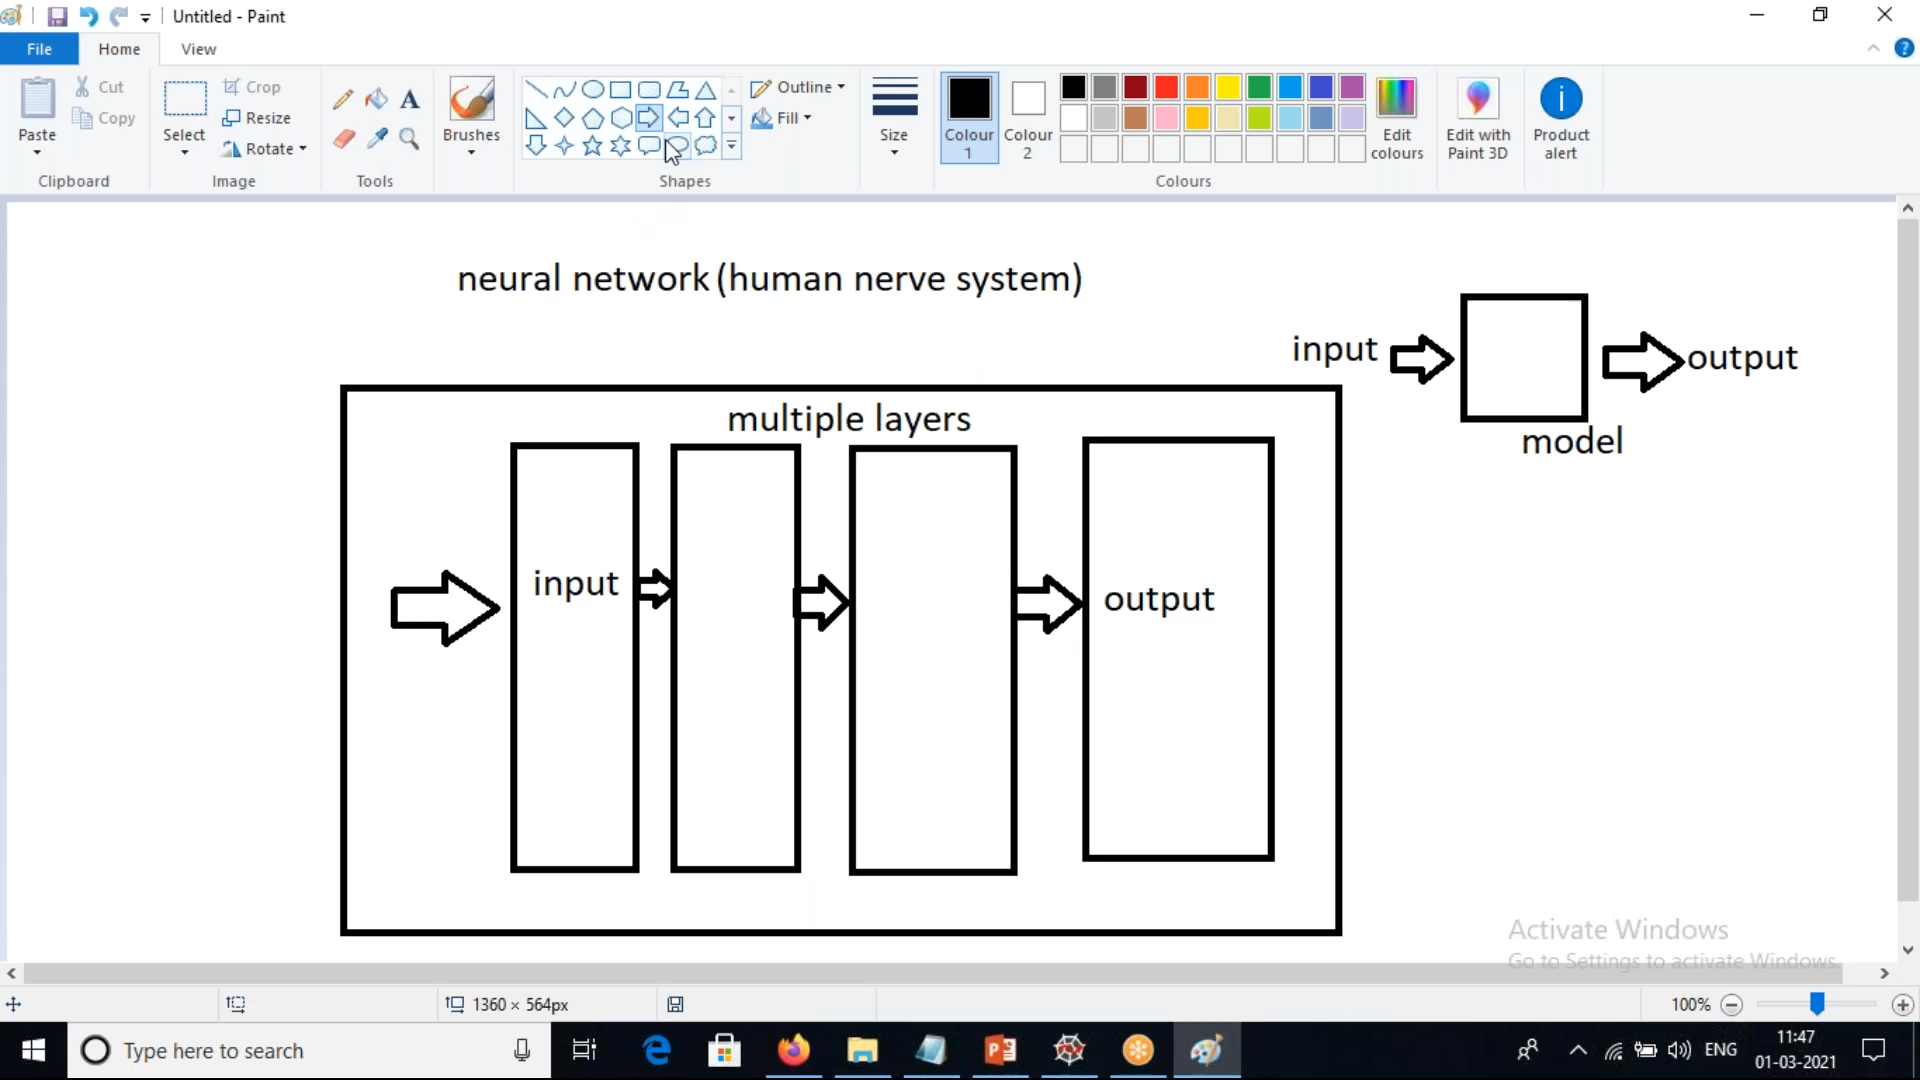 Untitled - Paint
File Home View
Paste
Cut
Copy
Clipboard
Select
Crop
Resize
Rotate
Image
Tools
Brushes
Shapes
Outline
Fill
Size
Colour 1
Colour 2
Edit colours
Colours
Edit with Paint 3D
Product alert
neural network (human nerve system)
input
output
model
multiple layers
input
output
Activate Windows
Go to Settings to activate Windows.
1360 × 564px
100%
Type here to search
ENG
11:47
01-03-2021